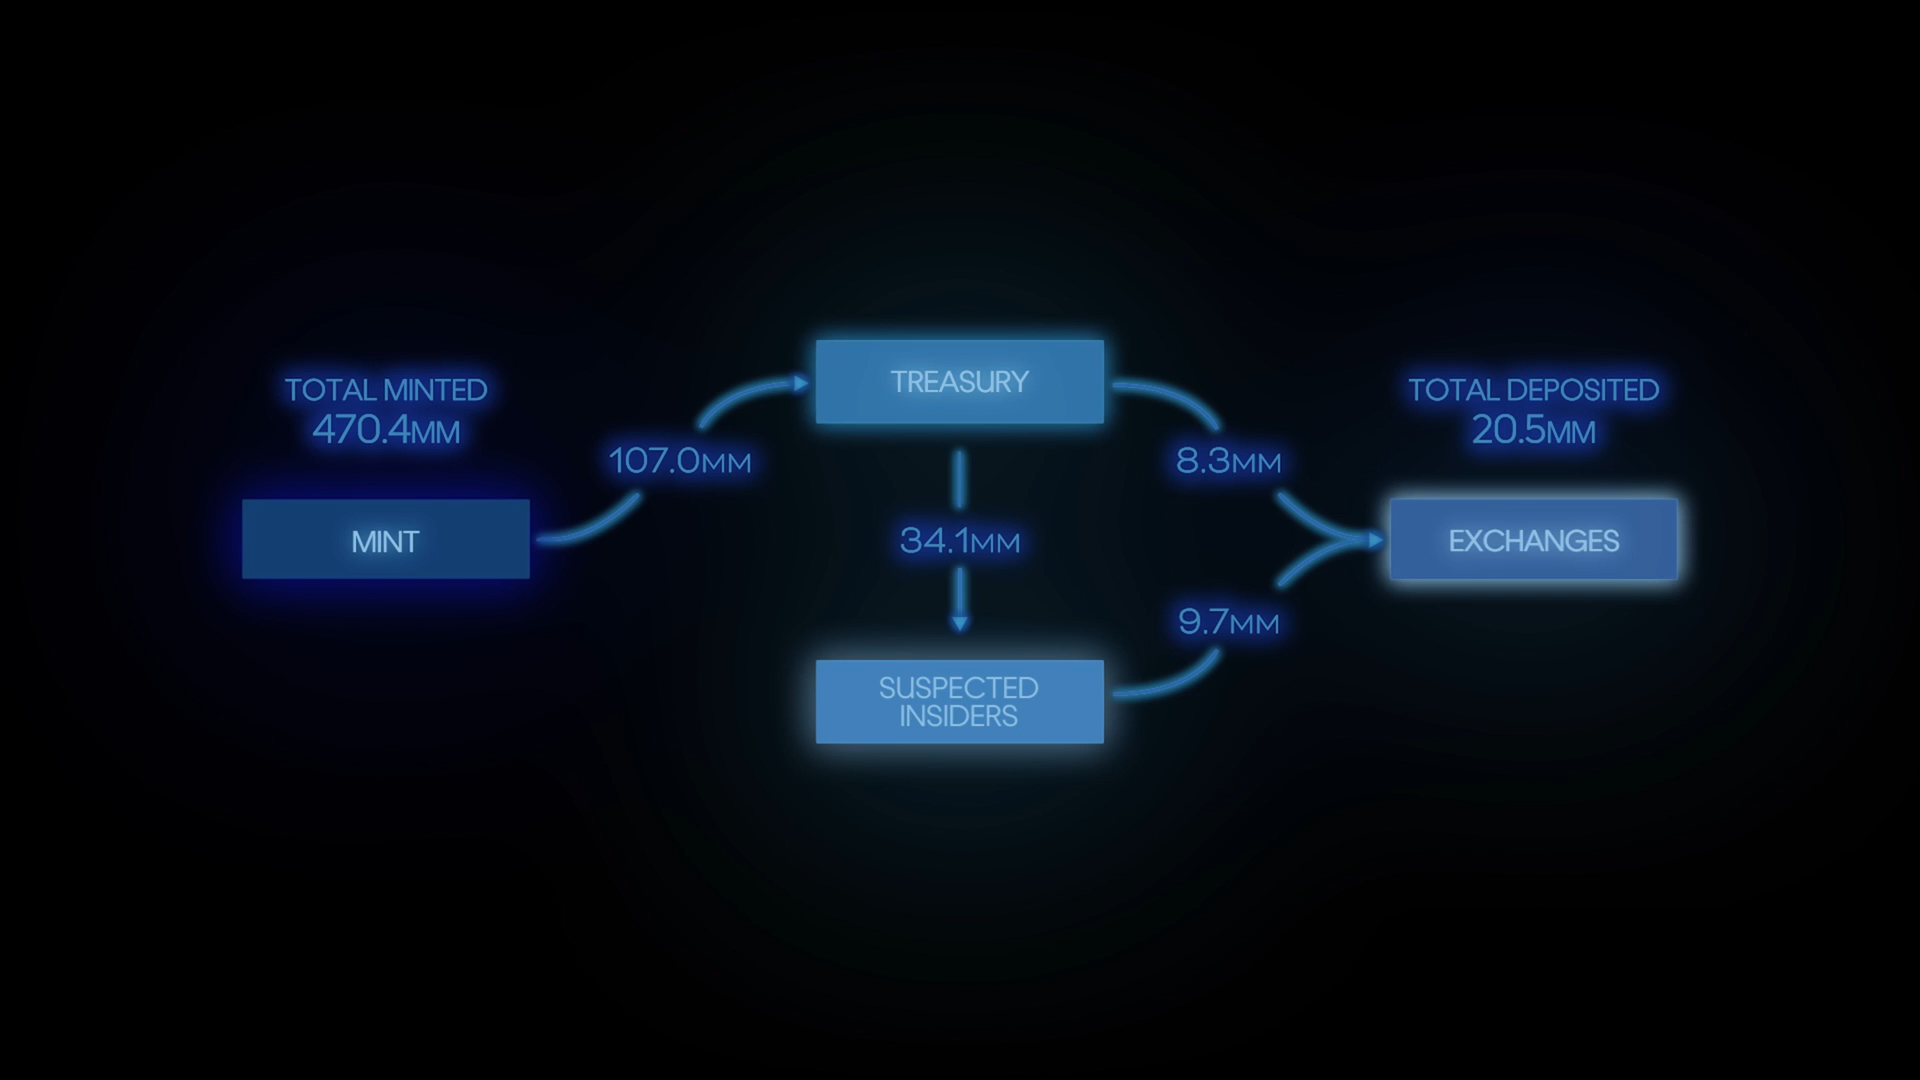 TOTAL MINTED
470.4MM
MINT
107.0MM
TREASURY
34.1MM
SUSPECTED
INSIDERS
8.3MM
9.7MM
TOTAL DEPOSITED
20.5MM
EXCHANGES